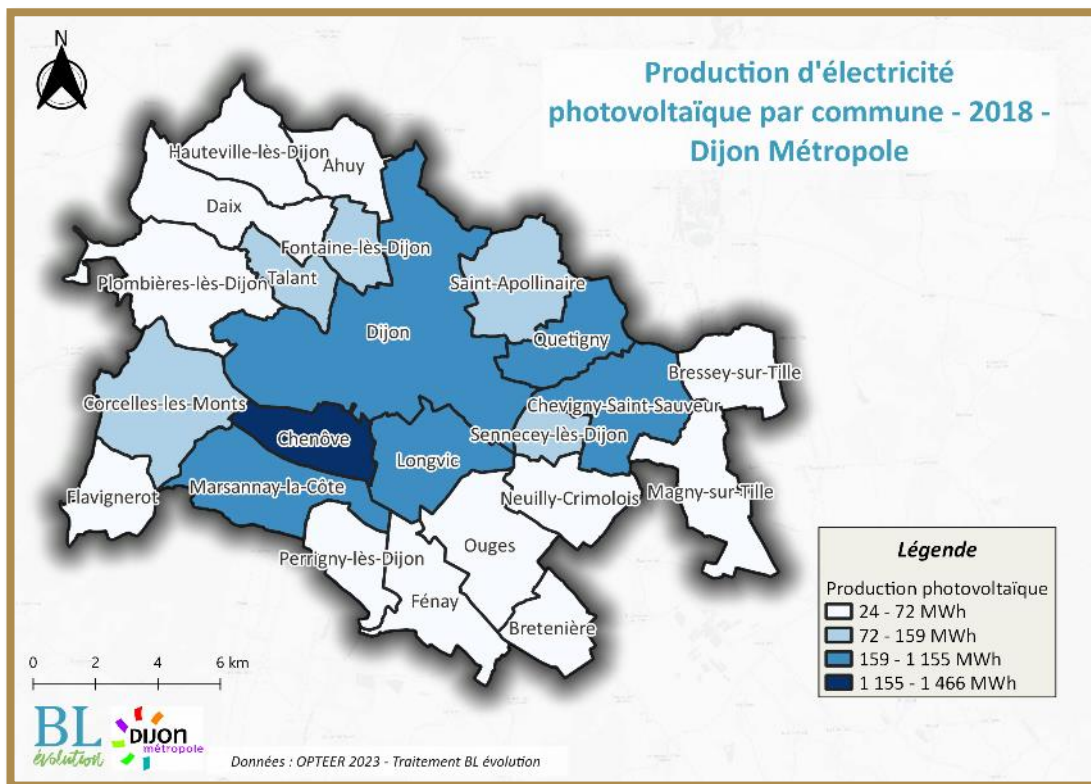 N
Production d'électricité
photovoltaïque par commune - 2018 -
Dijon Métropole
Hauteville-lès-Dijon
Ahuy
Daix
Fontaine-lès-Dijon
Talant
Plombières-lès-Dijon
Saint-Apollinaire
Dijon
Quetigny
Bressey-sur-Tille
Corcelles-les-Monts
Chevigny-Saint-Sauveur
Chenôve
Sennecey-lès-Dijon
Longvic
Marsannay-la-Côte
Flavignerot
Neuilly-Crimolois
Magny-sur-Tille
Ouges
Perrigny-lès-Dijon
Fénay
Bretenière
Légende
Production photovoltaïque
24 - 72 MWh
72 - 159 MWh
159 - 1 155 MWh
1 155 - 1 466 MWh
0 2 4 6 km
BL
évolution
DIJON
métropole
Données : OPTEER 2023 - Traitement BL évolution